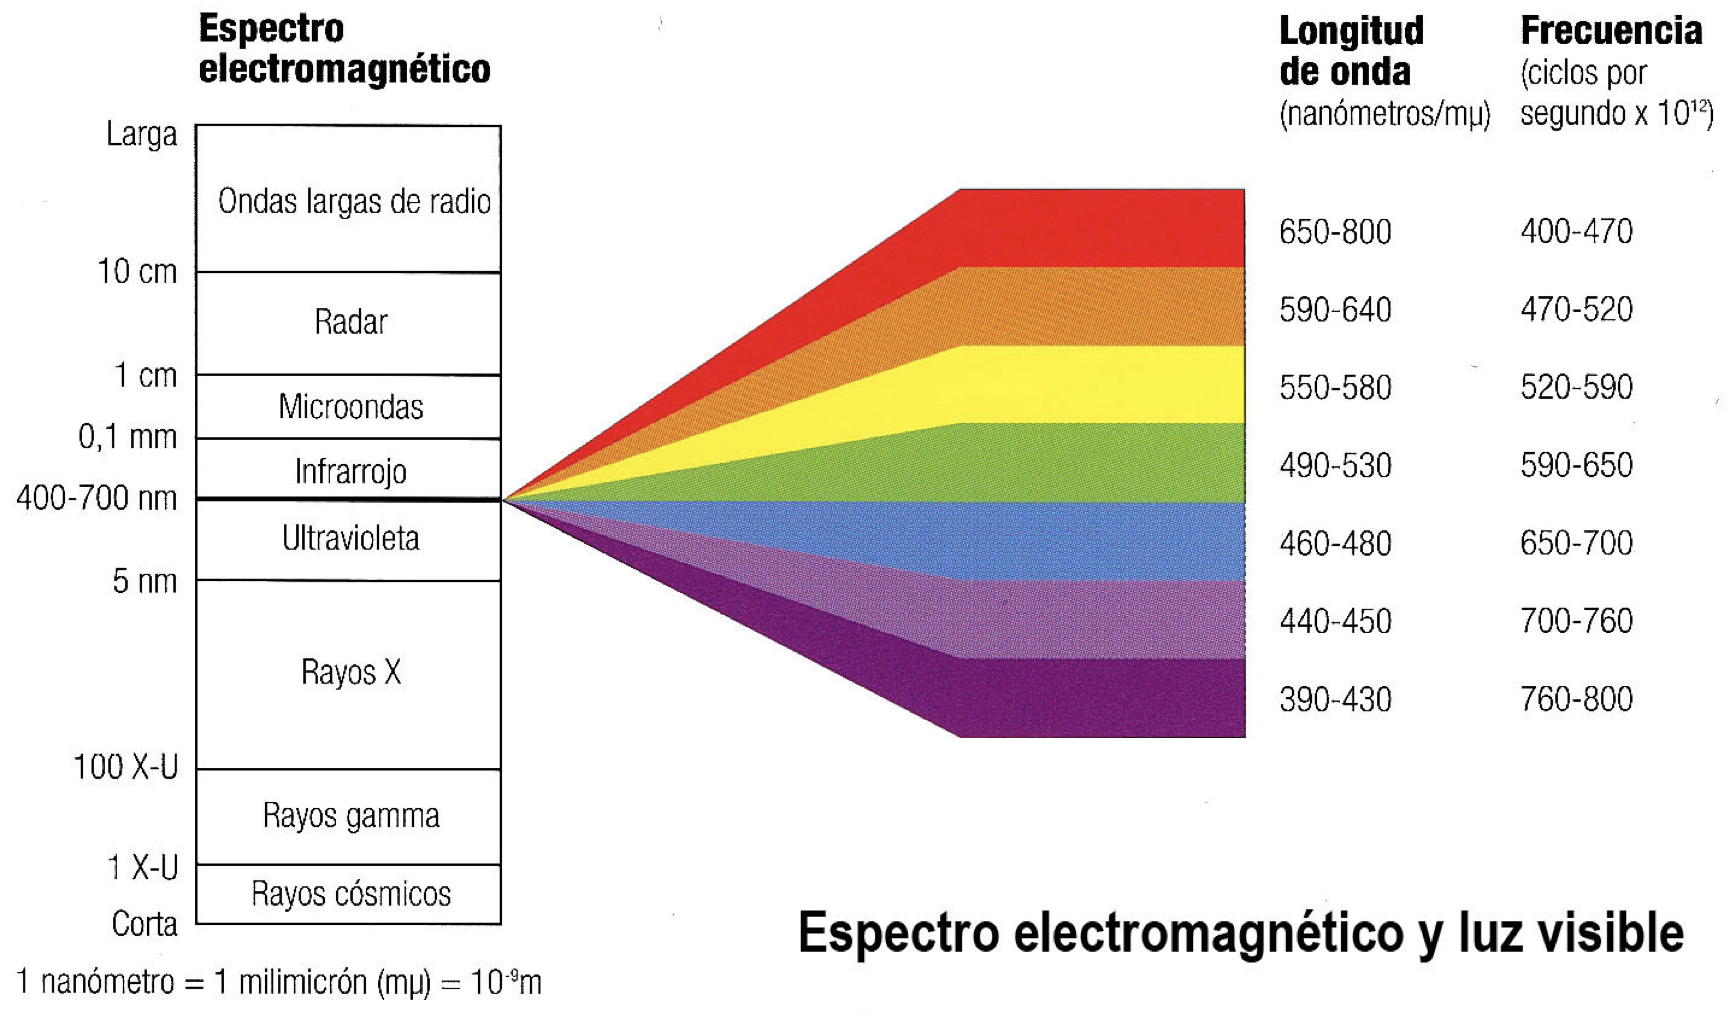 Espectro
electromagnético
Larga
Ondas largas de radio
10 cm
Radar
1 cm
Microondas
0,1 mm
Infrarrojo
400-700 nm
Ultravioleta
5 nm
Rayos X
100 X-U
Rayos gamma
1 X-U
Rayos cósmicos
Corta
1 nanómetro = 1 milimicrón (mµ) = 10⁻⁹m
Longitud
de onda
(nanómetros/mµ)
Frecuencia
(ciclos por
segundo x 10¹²)
650-800 400-470
590-640 470-520
550-580 520-590
490-530 590-650
460-480 650-700
440-450 700-760
390-430 760-800
Espectro electromagnético y luz visible